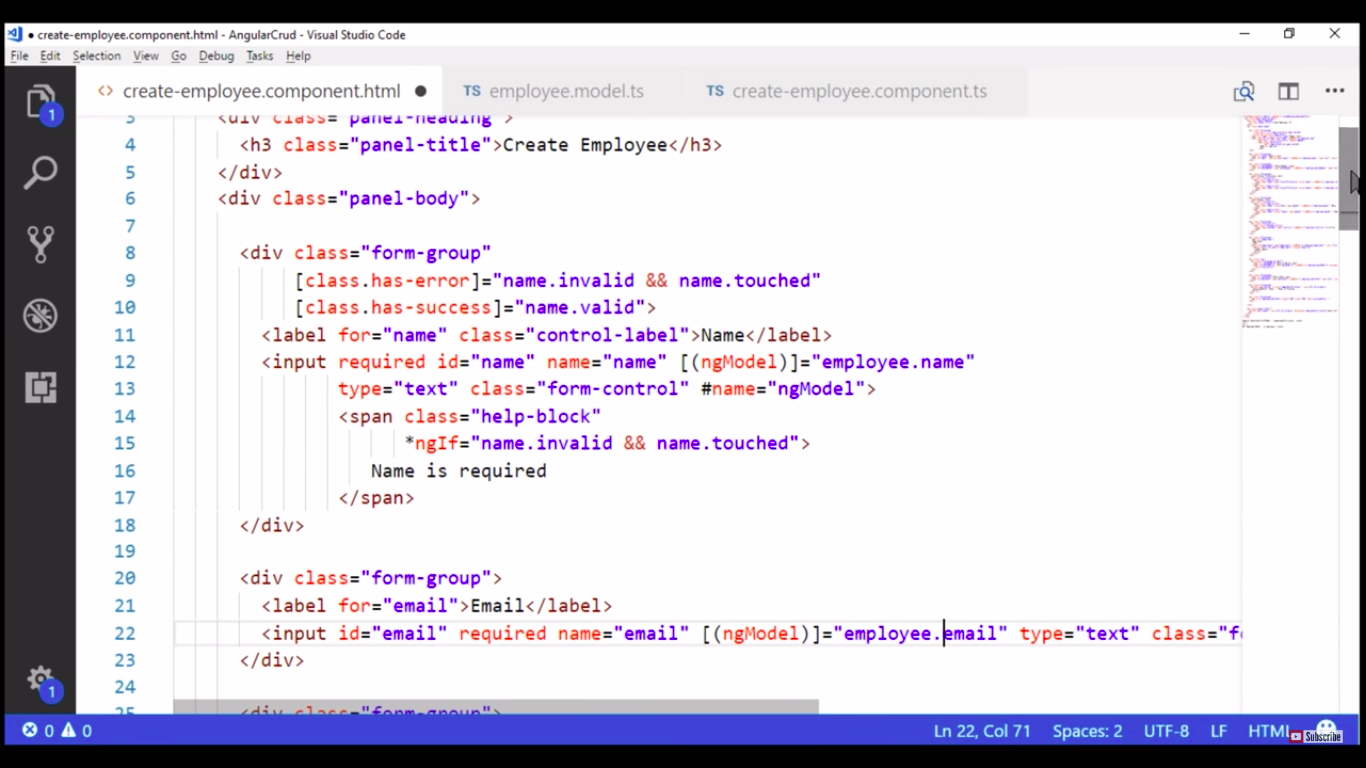 create-employee.component.html - AngularCrud - Visual Studio Code
File Edit Selection View Go Debug Tasks Help
<> create-employee.component.html TS employee.model.ts TS create-employee.component.ts
3 <div class="panel-heading">
4 <h3 class="panel-title">Create Employee</h3>
5 </div>
6 <div class="panel-body">
7
8 <div class="form-group"
9 [class.has-error]="name.invalid && name.touched"
10 [class.has-success]="name.valid">
11 <label for="name" class="control-label">Name</label>
12 <input required id="name" name="name" [(ngModel)]="employee.name"
13 type="text" class="form-control" #name="ngModel">
14 <span class="help-block"
15 *ngIf="name.invalid && name.touched">
16 Name is required
17 </span>
18 </div>
19
20 <div class="form-group">
21 <label for="email">Email</label>
22 <input id="email" required name="email" [(ngModel)]="employee.email" type="text" class="f
23 </div>
24
25 <div class="form-group">
1
1
0 0 Ln 22, Col 71 Spaces: 2 UTF-8 LF HTML
Subscribe